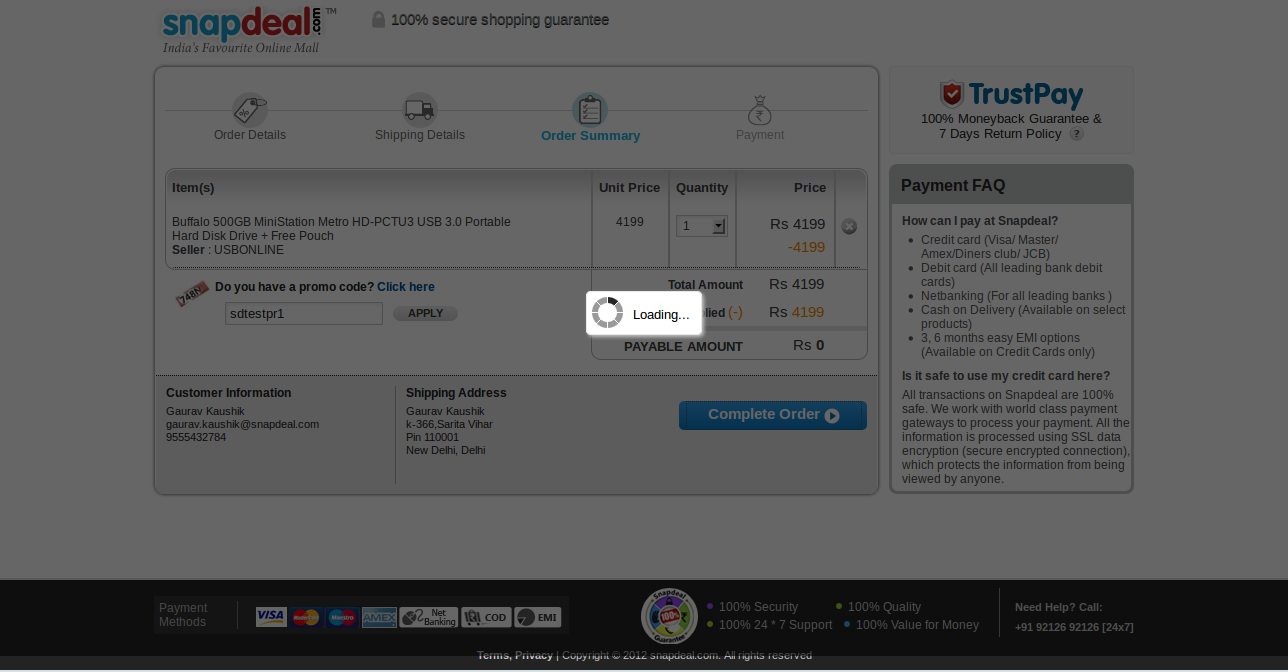 snapdeal.com™
India's Favourite Online Mall
100% secure shopping guarantee
Order Details
Shipping Details
Order Summary
Payment
Item(s) Unit Price Quantity Price
Buffalo 500GB MiniStation Metro HD-PCTU3 USB 3.0 Portable
Hard Disk Drive + Free Pouch
Seller : USBONLINE
4199
1
Rs 4199
-4199
Do you have a promo code? Click here
sdtestpr1
APPLY
Total Amount Rs 4199
(-) Rs 4199
PAYABLE AMOUNT Rs 0
Loading...
Customer Information
Gaurav Kaushik
gaurav.kaushik@snapdeal.com
9555432784
Shipping Address
Gaurav Kaushik
k-366,Sarita Vihar
Pin 110001
New Delhi, Delhi
Complete Order
TrustPay
100% Moneyback Guarantee &
7 Days Return Policy ?
Payment FAQ
How can I pay at Snapdeal?
Credit card (Visa/ Master/
Amex/Diners club/ JCB)
Debit card (All leading bank debit
cards)
Netbanking (For all leading banks )
Cash on Delivery (Available on select
products)
3, 6 months easy EMI options
(Available on Credit Cards only)
Is it safe to use my credit card here?
All transactions on Snapdeal are 100%
safe. We work with world class payment
gateways to process your payment. All the
information is processed using SSL data
encryption (secure encrypted connection),
which protects the information from being
viewed by anyone.
Payment
Methods
VISA
MasterCard
Maestro
AMEX
Net
Banking
COD
EMI
Snapdeal
100%
Guarantee
100% Security
100% Quality
100% 24 * 7 Support
100% Value for Money
Need Help? Call:
+91 92126 92126 [24x7]
Terms, Privacy | Copyright © 2012 snapdeal.com. All rights reserved